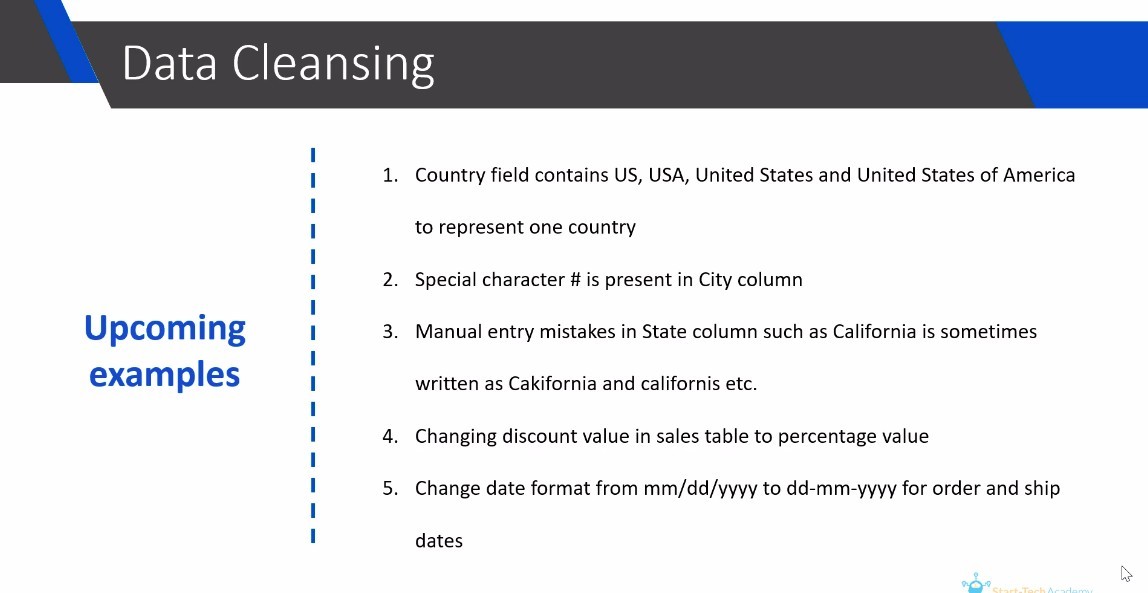 Data Cleansing
Upcoming
examples
1. Country field contains US, USA, United States and United States of America
to represent one country
2. Special character # is present in City column
3. Manual entry mistakes in State column such as California is sometimes
written as Cakifornia and californis etc.
4. Changing discount value in sales table to percentage value
5. Change date format from mm/dd/yyyy to dd-mm-yyyy for order and ship
dates
Start-Tech Academy